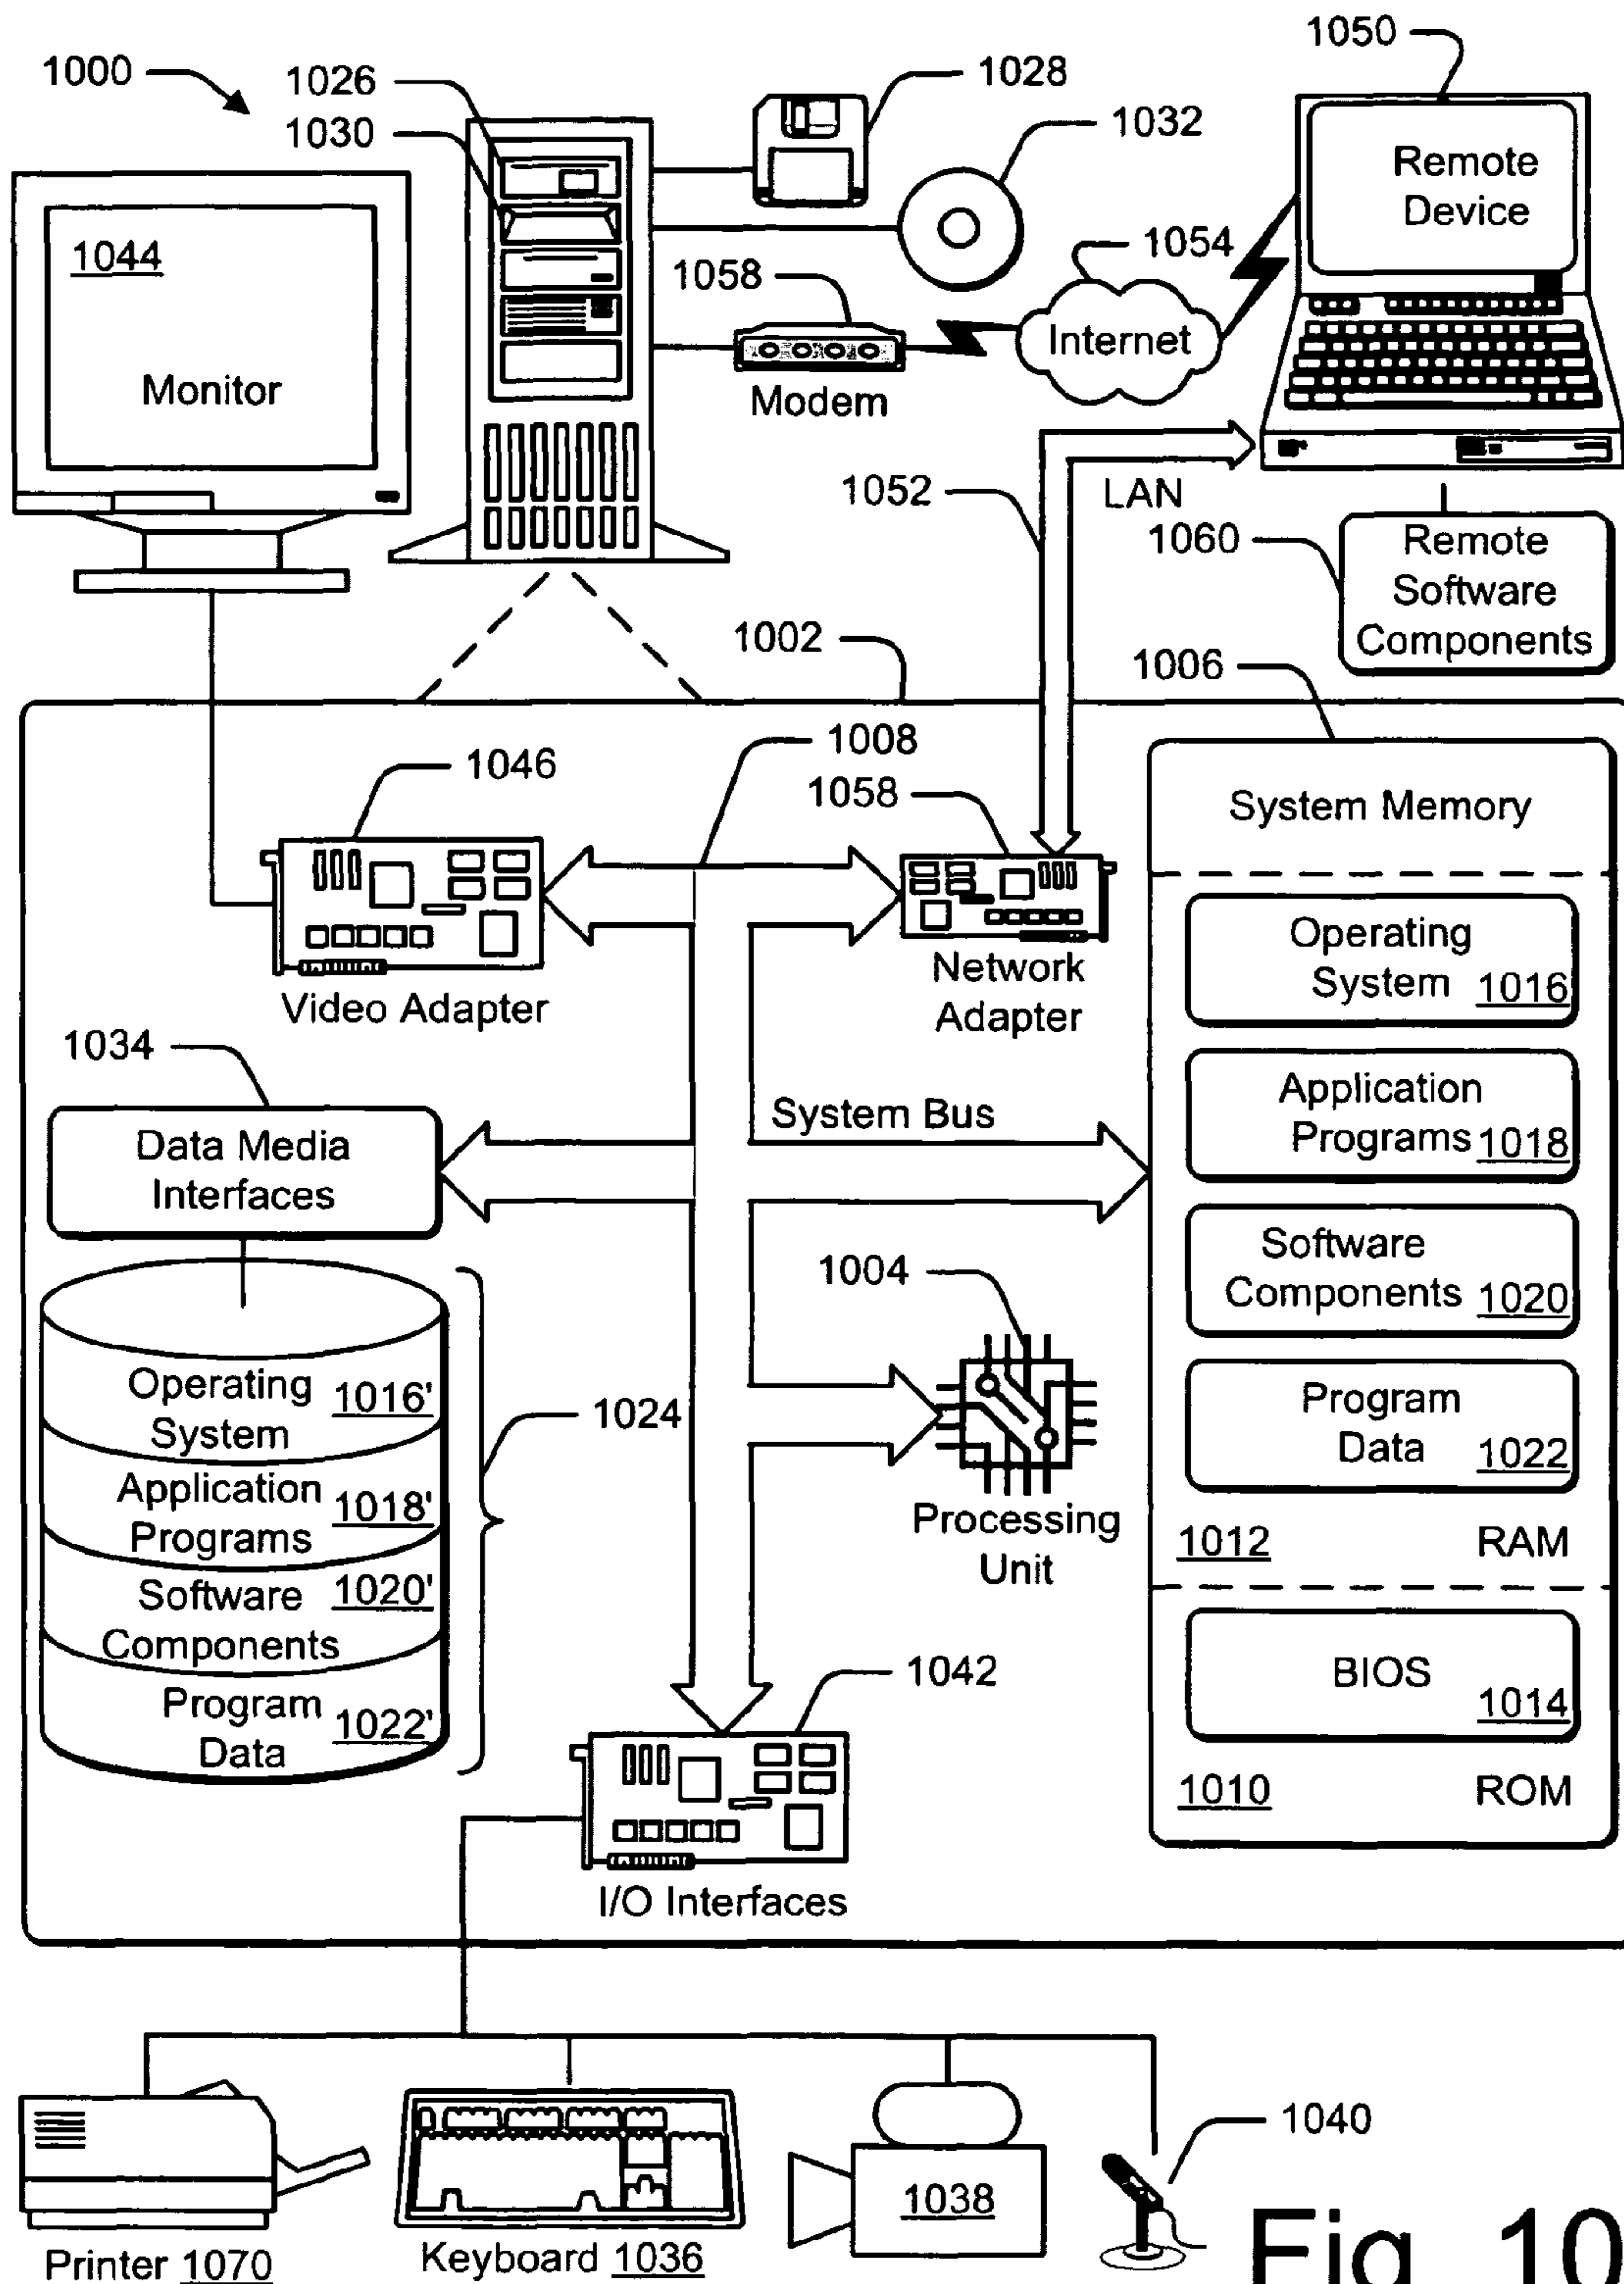 1000
1026
1030
1028
1032
1050
Remote
Device
1044
Monitor
1058
Modem
1054
Internet
1052
LAN
1060
Remote
Software
Components
1002
1006
1046
Video Adapter
1008
1058
Network
Adapter
System Memory
Operating
System 1016
Application
Programs 1018
Software
Components 1020
Program
Data 1022
1012 RAM
BIOS
1014
1010 ROM
1034
Data Media
Interfaces
System Bus
1004
Processing
Unit
Operating
System 1016'
Application
Programs 1018'
Software
Components 1020'
Program
Data 1022'
1024
1042
I/O Interfaces
Printer 1070
Keyboard 1036
1038
1040
Fig. 10